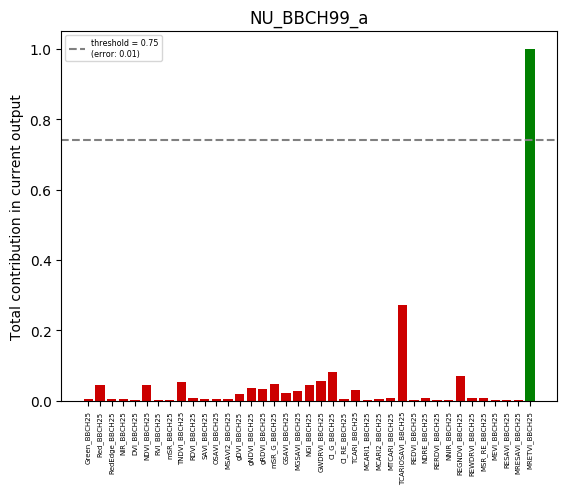 NU_BBCH99_a
threshold = 0.75
(error: 0.01)
Total contribution in current output
1.0
0.8
0.6
0.4
0.2
0.0
Green_BBCH25
Red_BBCH25
RedEdge_BBCH25
NIR_BBCH25
DVI_BBCH25
NDVI_BBCH25
RVI_BBCH25
mSR_BBCH25
TNDVI_BBCH25
RDVI_BBCH25
SAVI_BBCH25
OSAVI_BBCH25
MSAVI2_BBCH25
gDVI_BBCH25
gNDVI_BBCH25
gRDVI_BBCH25
mSR_G_BBCH25
GSAVI_BBCH25
MGSAVI_BBCH25
NGI_BBCH25
GWDRVI_BBCH25
CI_G_BBCH25
CI_RE_BBCH25
TCARI_BBCH25
MCARI1_BBCH25
MCARI2_BBCH25
MTCARI_BBCH25
TCARIOSAVI_BBCH25
REDVI_BBCH25
NDRE_BBCH25
RERDVI_BBCH25
NNIR_BBCH25
REGNDVI_BBCH25
REWDRVI_BBCH25
MSR_RE_BBCH25
MEVI_BBCH25
RESAVI_BBCH25
MRESAVI_BBCH25
MRETVI_BBCH25